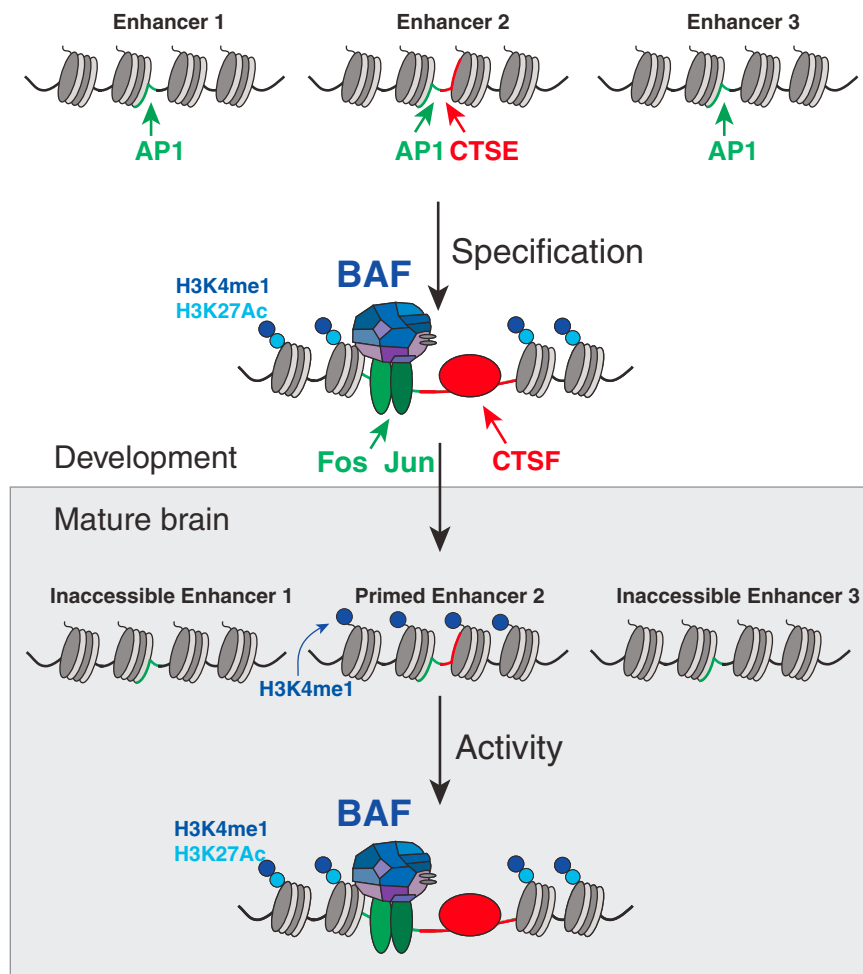 Enhancer 1
Enhancer 2
Enhancer 3
AP1
AP1 CTSE
AP1
Specification
BAF
H3K4me1
H3K27Ac
Fos Jun
CTSF
Development
Mature brain
Inaccessible Enhancer 1
Primed Enhancer 2
Inaccessible Enhancer 3
H3K4me1
Activity
BAF
H3K4me1
H3K27Ac